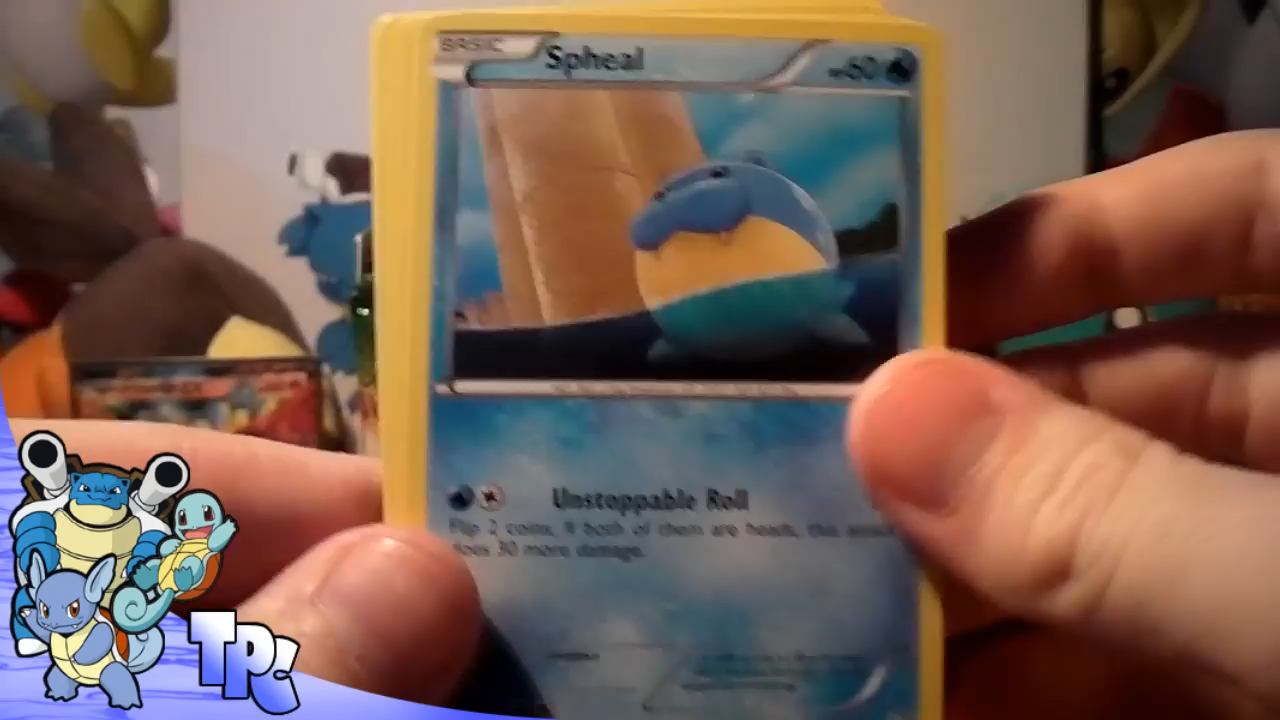 BASIC Spheal HP60
Unstoppable Roll
Flip 2 coins. If both of them are heads, this attack
does 30 more damage.
TPC